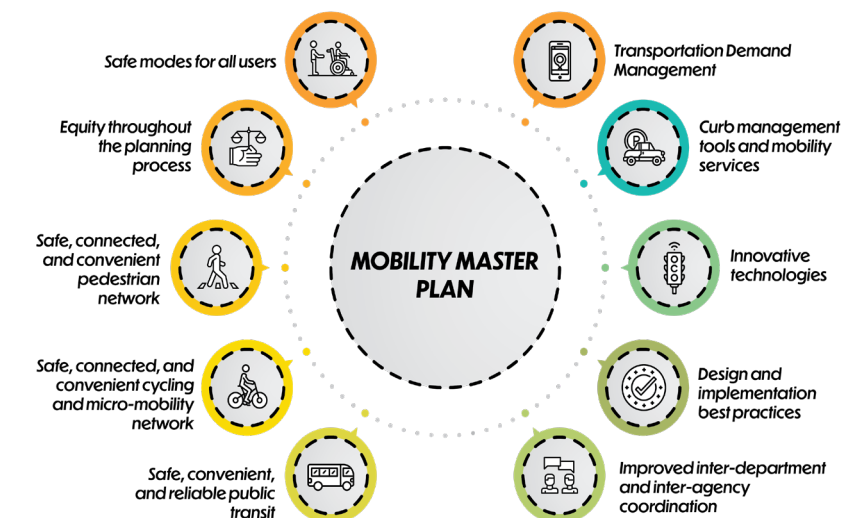 Safe modes for all users
Equity throughout
the planning
process
Safe, connected,
and convenient
pedestrian
network
Safe, connected, and
convenient cycling
and micro-mobility
network
Safe, convenient,
and reliable public
transit
MOBILITY MASTER
PLAN
Transportation Demand
Management
P
Curb management
tools and mobility
services
Innovative
technologies
Design and
implementation
best practices
Improved inter-department
and inter-agency
coordination